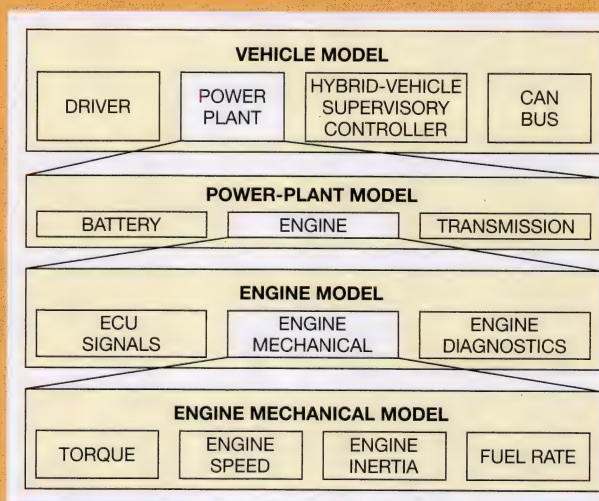 VEHICLE MODEL
DRIVER
POWER
PLANT
HYBRID-VEHICLE
SUPERVISORY
CONTROLLER
CAN
BUS
POWER-PLANT MODEL
BATTERY
ENGINE
TRANSMISSION
ENGINE MODEL
ECU
SIGNALS
ENGINE
MECHANICAL
ENGINE
DIAGNOSTICS
ENGINE MECHANICAL MODEL
TORQUE
ENGINE
SPEED
ENGINE
INERTIA
FUEL RATE